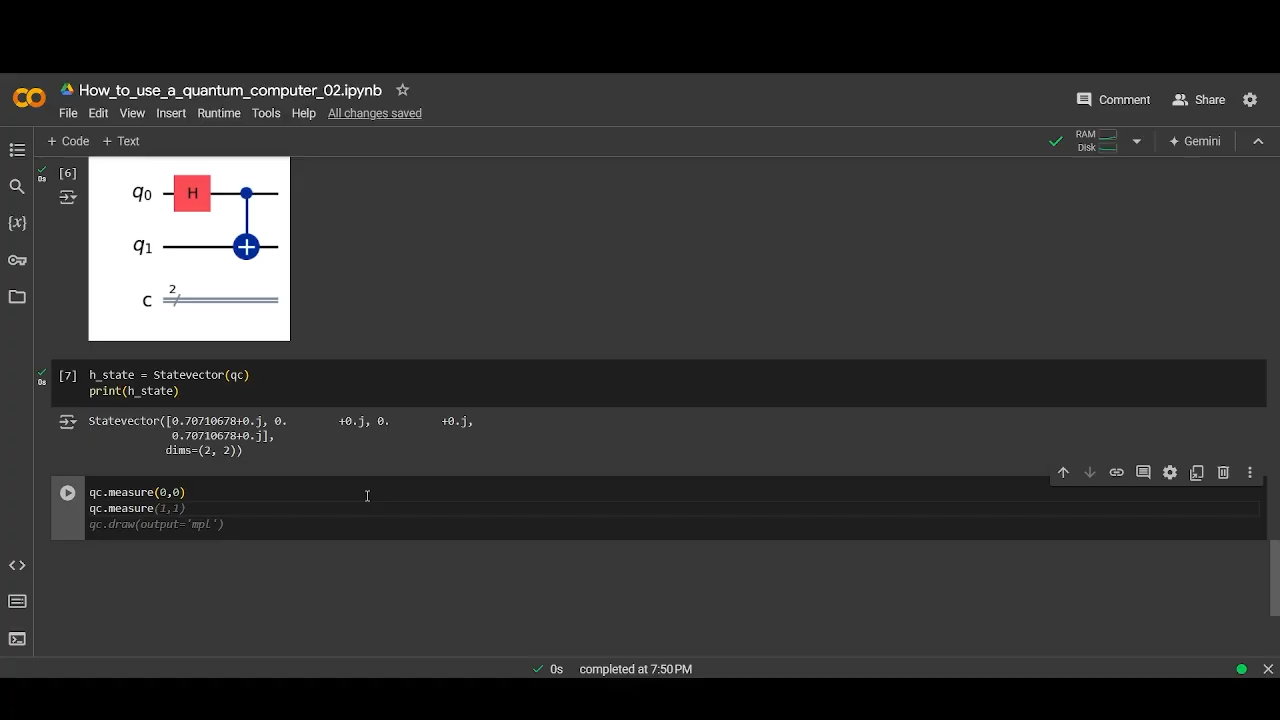 How_to_use_a_quantum_computer_02.ipynb
Comment
Share
File Edit View Insert Runtime Tools Help All changes saved
+ Code + Text
RAM
Disk
Gemini
[6]
0s
q0 H
q1
2
c
[7]
0s
h_state = Statevector(qc)
print(h_state)
Statevector([0.70710678+0.j, 0.        +0.j, 0.        +0.j,
0.70710678+0.j],
dims=(2, 2))
qc.measure(0,0)
qc.measure(1,1)
qc.draw(output='mpl')
{x}
<>
0s completed at 7:50 PM